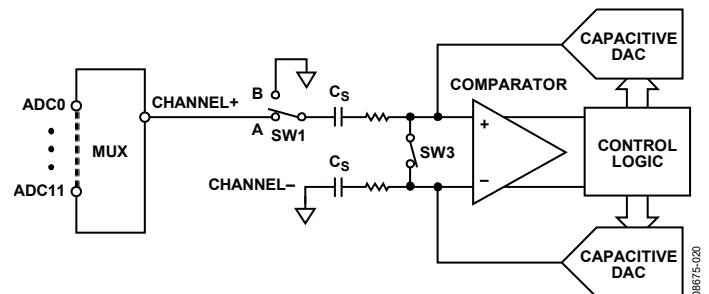 CAPACITIVE
DAC
COMPARATOR
B
CS
ADC0
CHANNEL+
A
SW1
+
MUX
SW3
CONTROL
LOGIC
ADC11
CHANNEL–
CS
–
CAPACITIVE
DAC
08675-020